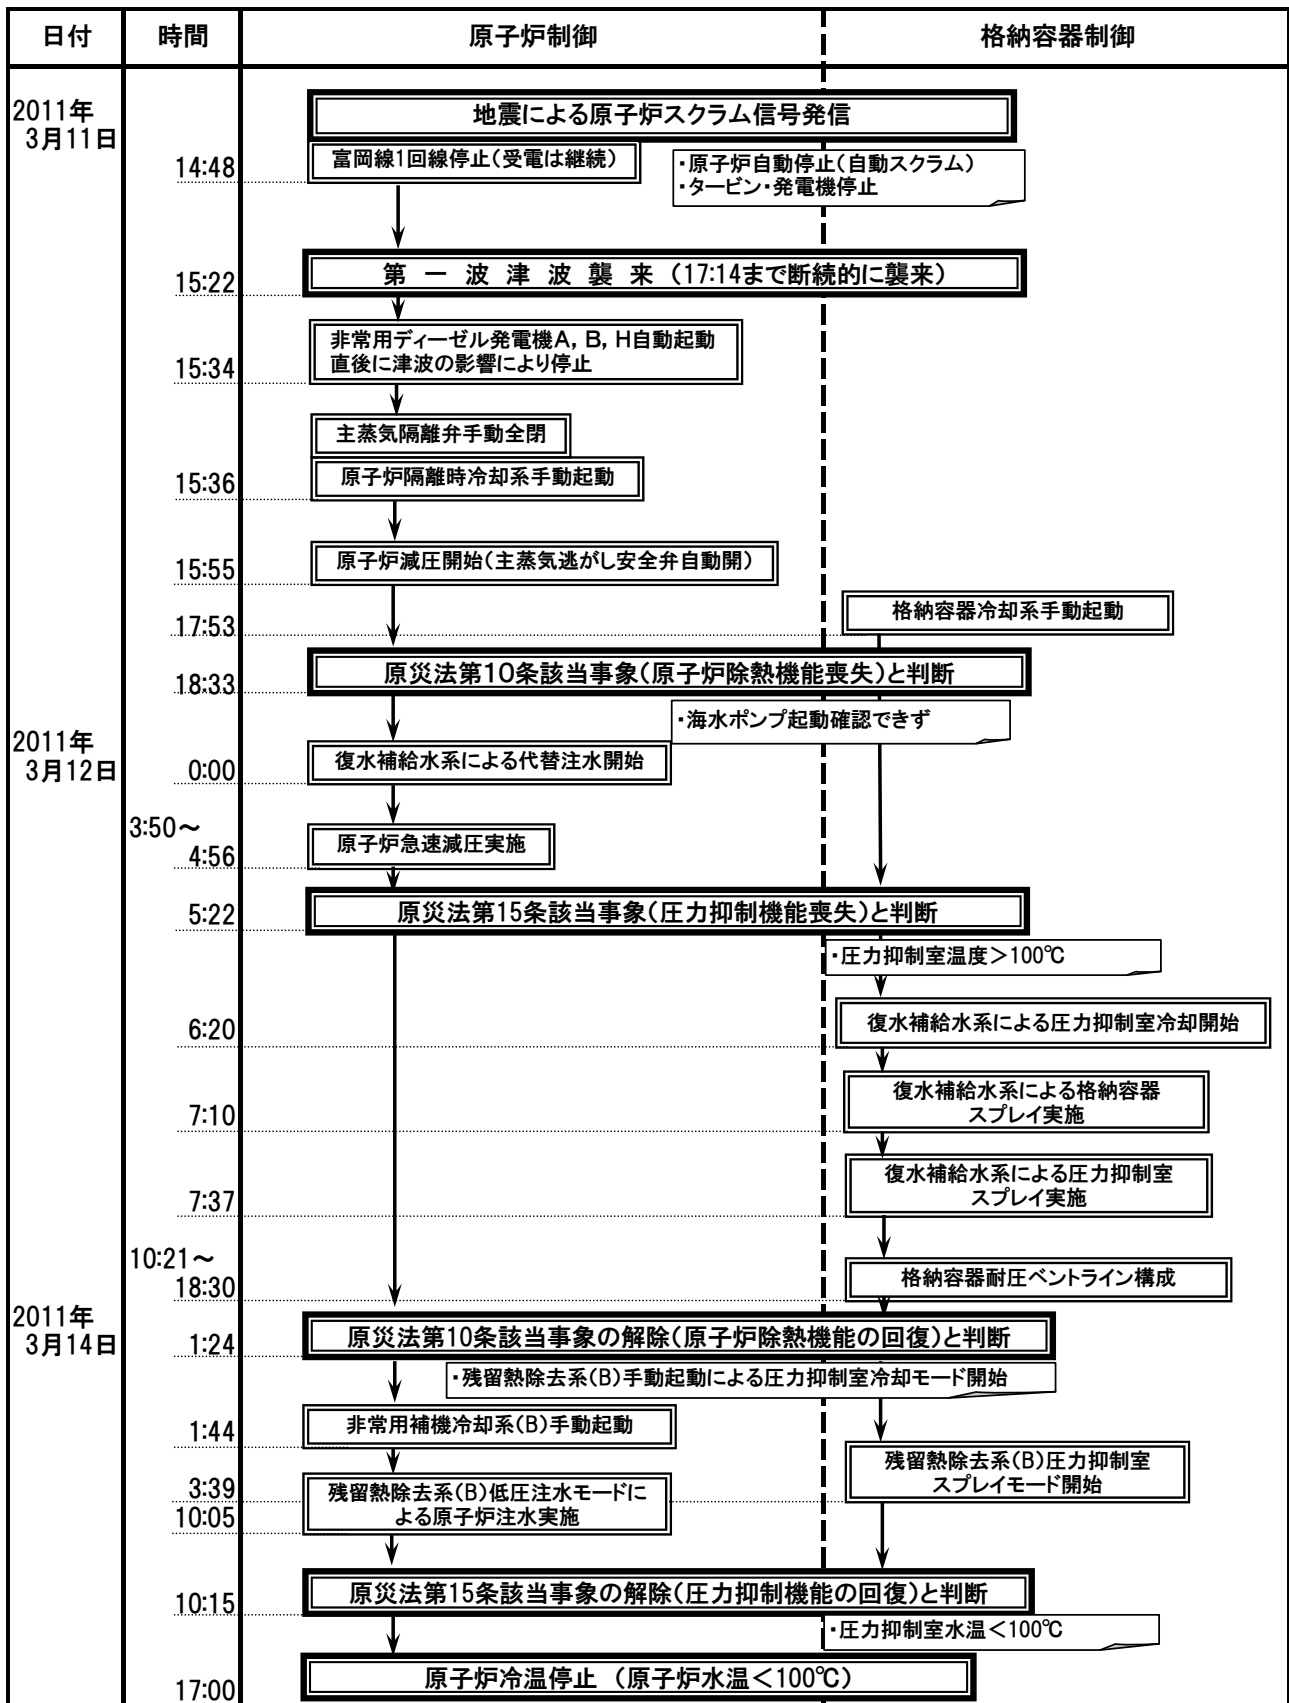 日付
時間
原子炉制御
格納容器制御
2011年
3月11日
地震による原子炉スクラム信号発信
14:48
富岡線1回線停止(受電は継続)
・原子炉自動停止(自動スクラム)
・タービン・発電機停止
15:22
第一波津波襲来(17:14まで断続的に襲来)
15:34
非常用ディーゼル発電機A, B, H自動起動
直後に津波の影響により停止
主蒸気隔離弁手動全閉
15:36
原子炉隔離時冷却系手動起動
15:55
原子炉減圧開始(主蒸気逃がし安全弁自動開)
17:53
格納容器冷却系手動起動
18:33
原災法第10条該当事象(原子炉除熱機能喪失)と判断
・海水ポンプ起動確認できず
2011年
3月12日
0:00
復水補給水系による代替注水開始
3:50～
4:56
原子炉急速減圧実施
5:22
原災法第15条該当事象(圧力抑制機能喪失)と判断
・圧力抑制室温度＞100℃
6:20
復水補給水系による圧力抑制室冷却開始
7:10
復水補給水系による格納容器
スプレイ実施
7:37
復水補給水系による圧力抑制室
スプレイ実施
10:21～
18:30
格納容器耐圧ベントライン構成
2011年
3月14日
1:24
原災法第10条該当事象の解除(原子炉除熱機能の回復)と判断
・残留熱除去系(B)手動起動による圧力抑制室冷却モード開始
1:44
非常用補機冷却系(B)手動起動
3:39
残留熱除去系(B)圧力抑制室
スプレイモード開始
10:05
残留熱除去系(B)低圧注水モードに
よる原子炉注水実施
10:15
原災法第15条該当事象の解除(圧力抑制機能の回復)と判断
・圧力抑制室水温＜100℃
17:00
原子炉冷温停止 (原子炉水温＜100℃)